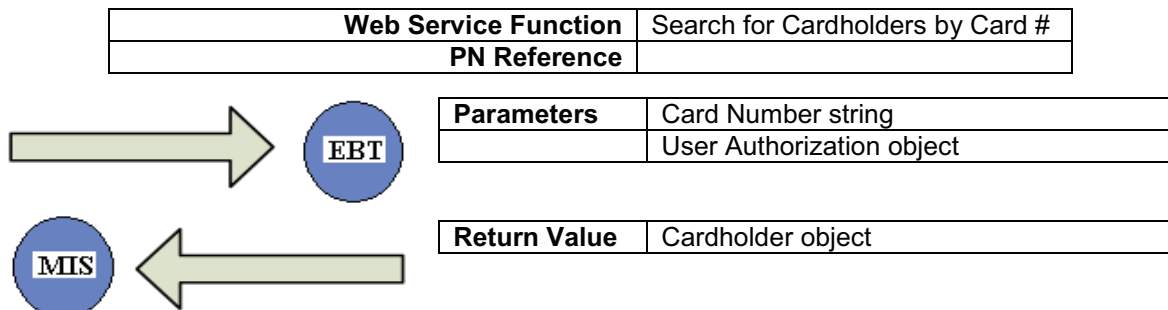 Web Service Function Search for Cardholders by Card #
PN Reference
EBT
Parameters Card Number string
User Authorization object
MIS
Return Value Cardholder object